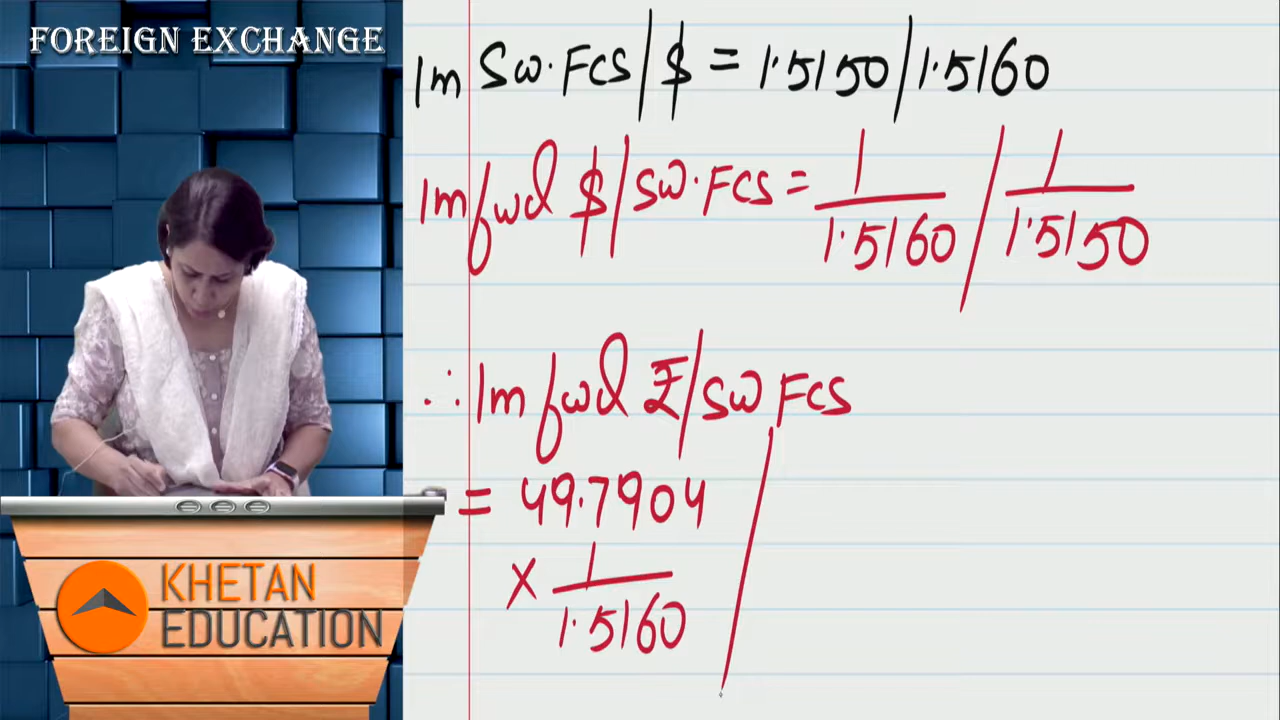 FOREIGN EXCHANGE
1m Sw. Fcs/$ = 1.5150/1.5160
1m fwd $/Sw. Fcs = 1/1.5160 / 1/1.5150
∴ 1m fwd ₹/Sw Fcs
= 49.7904 /
× 1/1.5160
KHETAN
EDUCATION